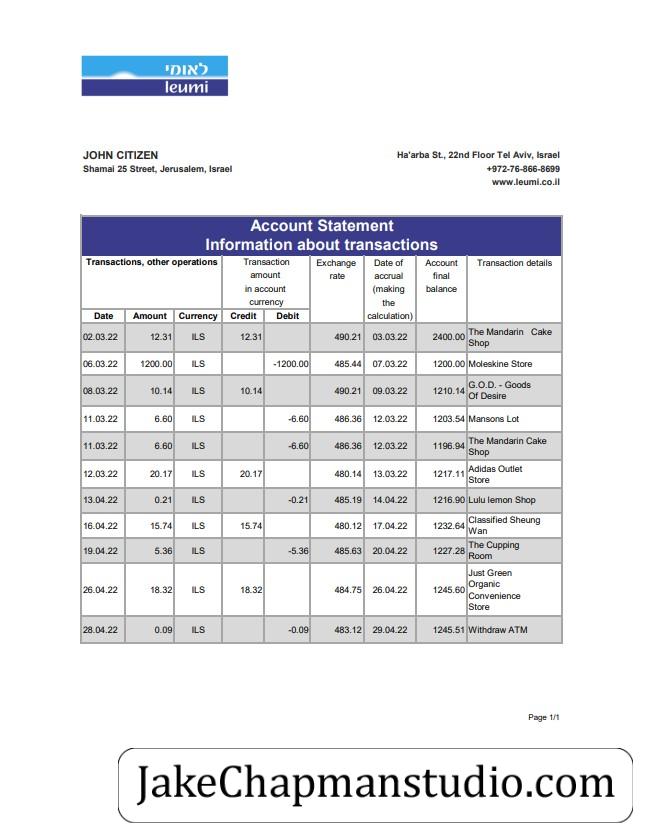 לאומי
leumi
JOHN CITIZEN
Shamai 25 Street, Jerusalem, Israel
Ha'arba St., 22nd Floor Tel Aviv, Israel
+972-76-866-8699
www.leumi.co.il
Account Statement
Information about transactions
Transactions, other operations
Transaction
amount
in account
currency
Exchange
rate
Date of
accrual
(making
the
calculation)
Account
final
balance
Transaction details
Date Amount Currency Credit Debit
02.03.22 12.31 ILS 12.31 490.21 03.03.22 2400.00 The Mandarin Cake
Shop
06.03.22 1200.00 ILS -1200.00 485.44 07.03.22 1200.00 Moleskine Store
08.03.22 10.14 ILS 10.14 490.21 09.03.22 1210.14 G.O.D. - Goods
Of Desire
11.03.22 6.60 ILS -6.60 486.36 12.03.22 1203.54 Mansons Lot
11.03.22 6.60 ILS -6.60 486.36 12.03.22 1196.94 The Mandarin Cake
Shop
12.03.22 20.17 ILS 20.17 480.14 13.03.22 1217.11 Adidas Outlet
Store
13.04.22 0.21 ILS -0.21 485.19 14.04.22 1216.90 Lulu lemon Shop
16.04.22 15.74 ILS 15.74 480.12 17.04.22 1232.64 Classified Sheung
Wan
19.04.22 5.36 ILS -5.36 485.63 20.04.22 1227.28 The Cupping
Room
26.04.22 18.32 ILS 18.32 484.75 26.04.22 1245.60 Just Green
Organic
Convenience
Store
28.04.22 0.09 ILS -0.09 483.12 29.04.22 1245.51 Withdraw ATM
Page 1/1
JakeChapmanstudio.com